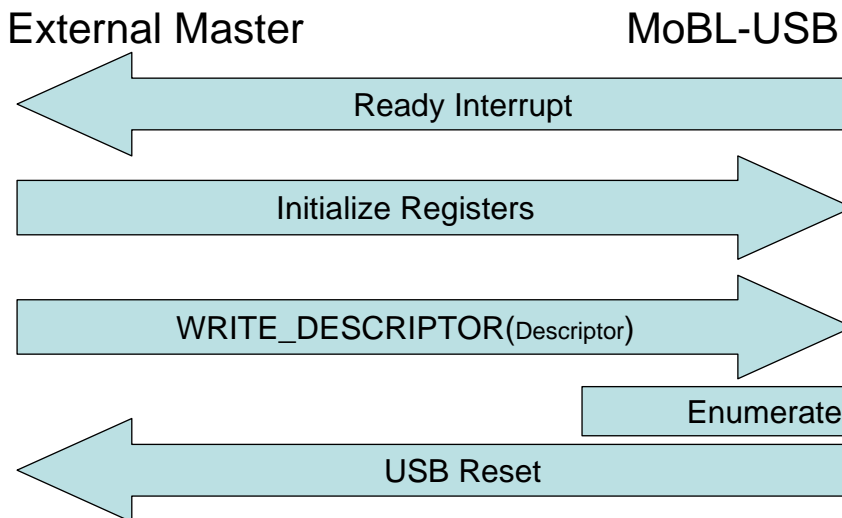 External Master MoBL-USB
Ready Interrupt
Initialize Registers
WRITE_DESCRIPTOR(Descriptor)
Enumerate
USB Reset